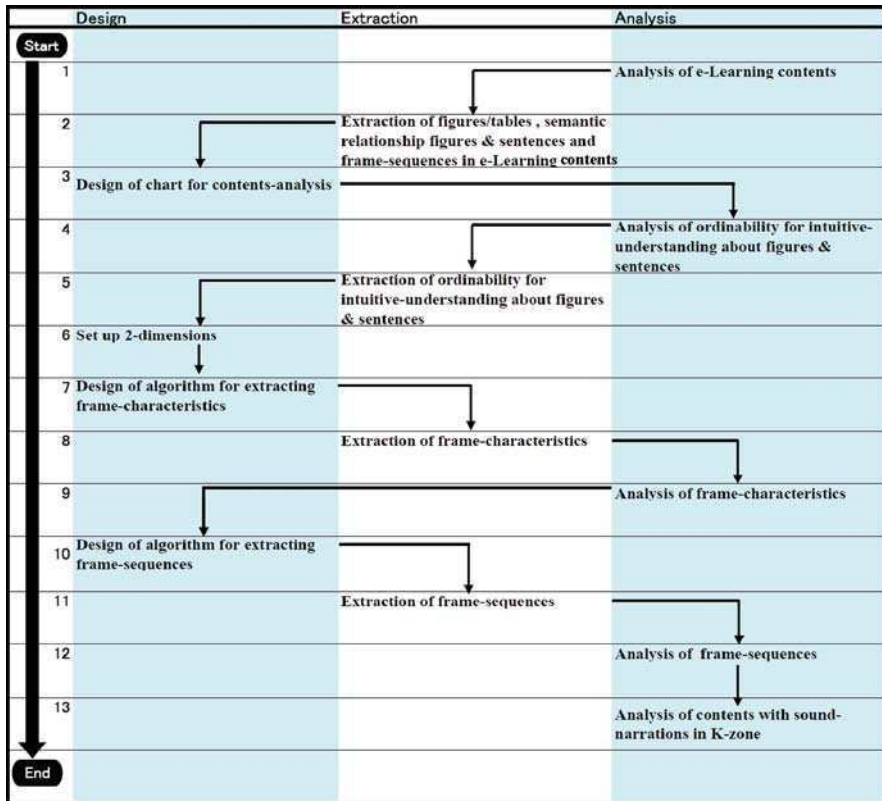 Design Extraction Analysis
Start
1 Analysis of e-Learning contents
2 Extraction of figures/tables , semantic
relationship figures & sentences and
frame-sequences in e-Learning contents
3 Design of chart for contents-analysis
4 Analysis of ordinability for intuitive-
understanding about figures &
sentences
5 Extraction of ordinability for
intuitive-understanding about figures
& sentences
6 Set up 2-dimensions
7 Design of algorithm for extracting
frame-characteristics
8 Extraction of frame-characteristics
9 Analysis of frame-characteristics
10 Design of algorithm for extracting
frame-sequences
11 Extraction of frame-sequences
12 Analysis of frame-sequences
13 Analysis of contents with sound-
narrations in K-zone
End